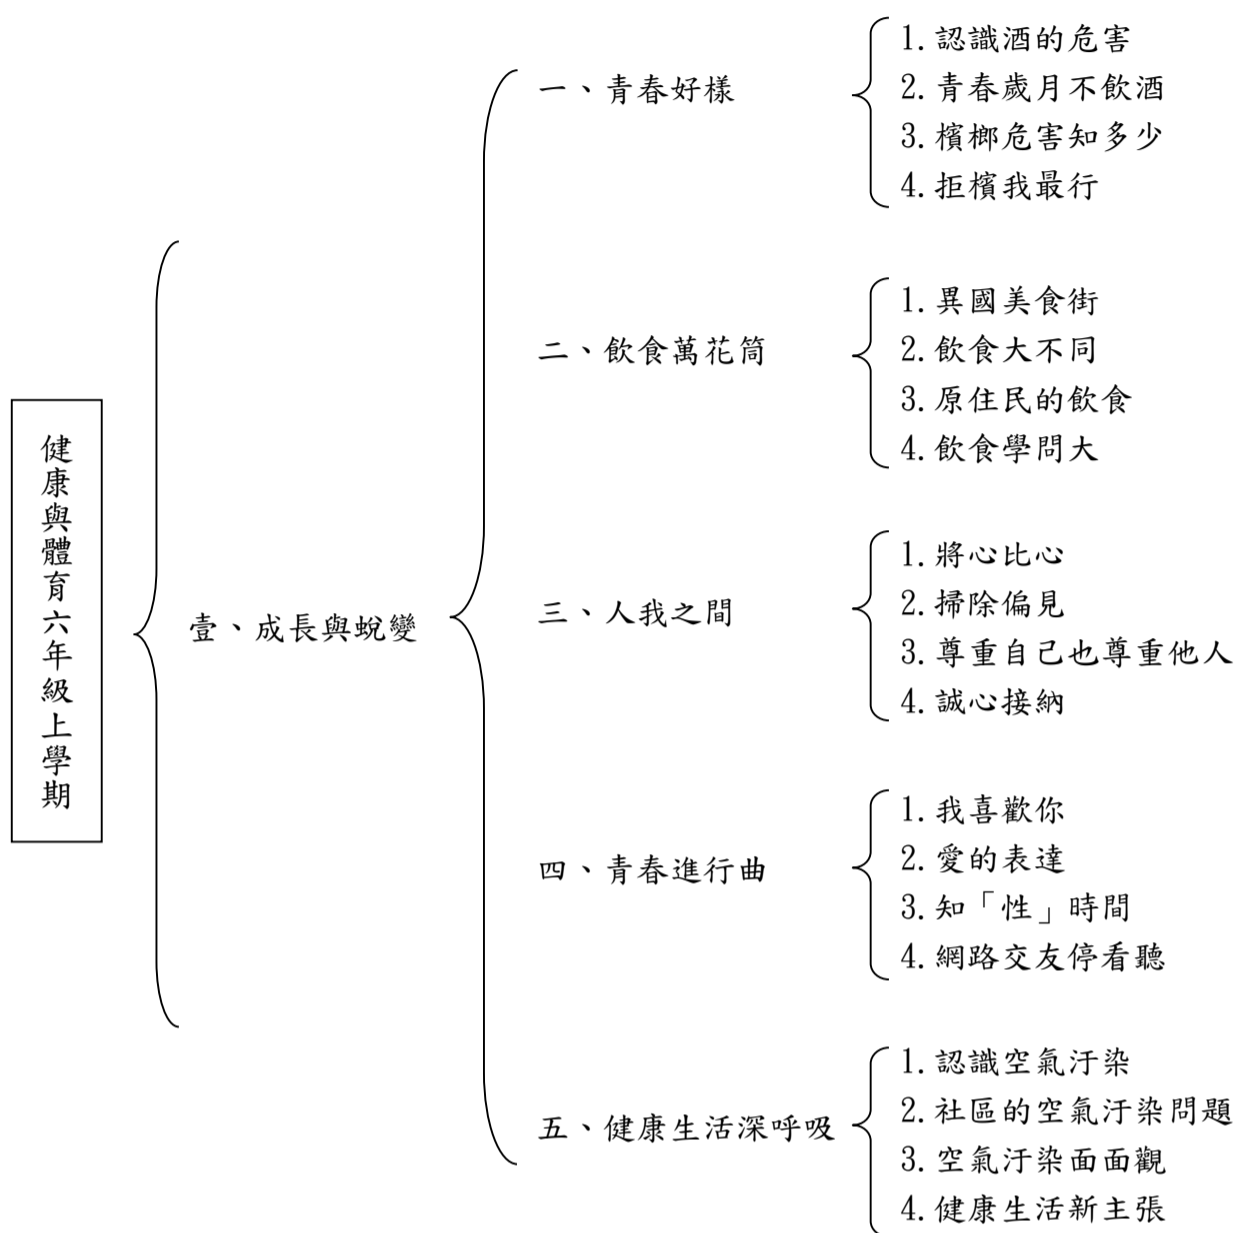 健康與體育六年級上學期
壹、成長與蛻變
一、青春好樣
1.認識酒的危害
2.青春歲月不飲酒
3.檳榔危害知多少
4.拒檳我最行
二、飲食萬花筒
1.異國美食街
2.飲食大不同
3.原住民的飲食
4.飲食學問大
三、人我之間
1.將心比心
2.掃除偏見
3.尊重自己也尊重他人
4.誠心接納
四、青春進行曲
1.我喜歡你
2.愛的表達
3.知「性」時間
4.網路交友停看聽
五、健康生活深呼吸
1.認識空氣汙染
2.社區的空氣汙染問題
3.空氣汙染面面觀
4.健康生活新主張